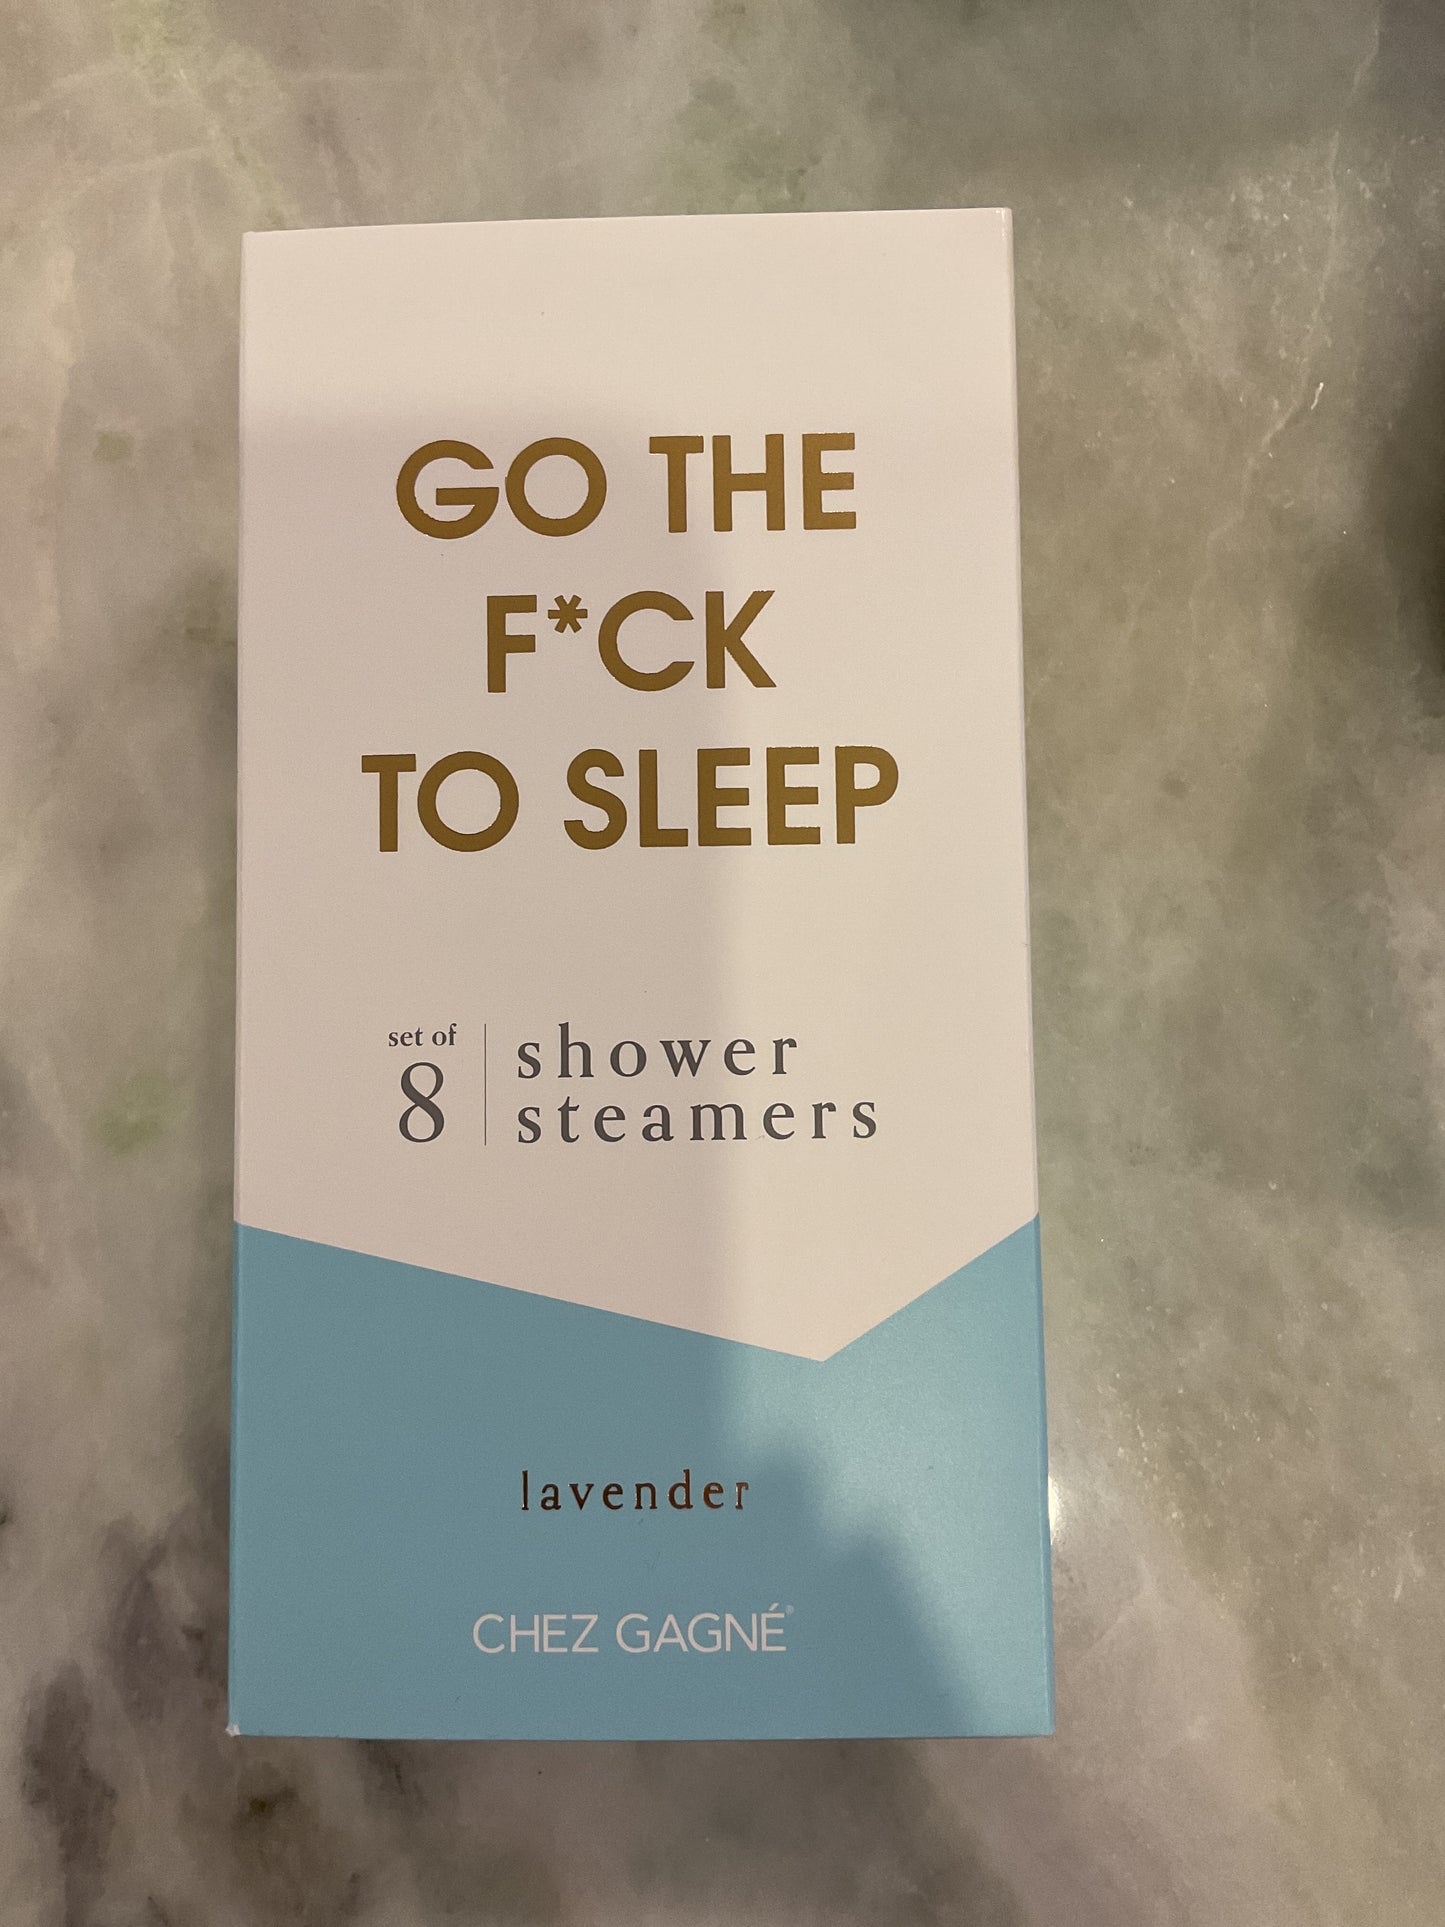 GO THE
F*CK
TO SLEEP
set of
8
shower
steamers
lavender
CHEZ GAGNÉ®